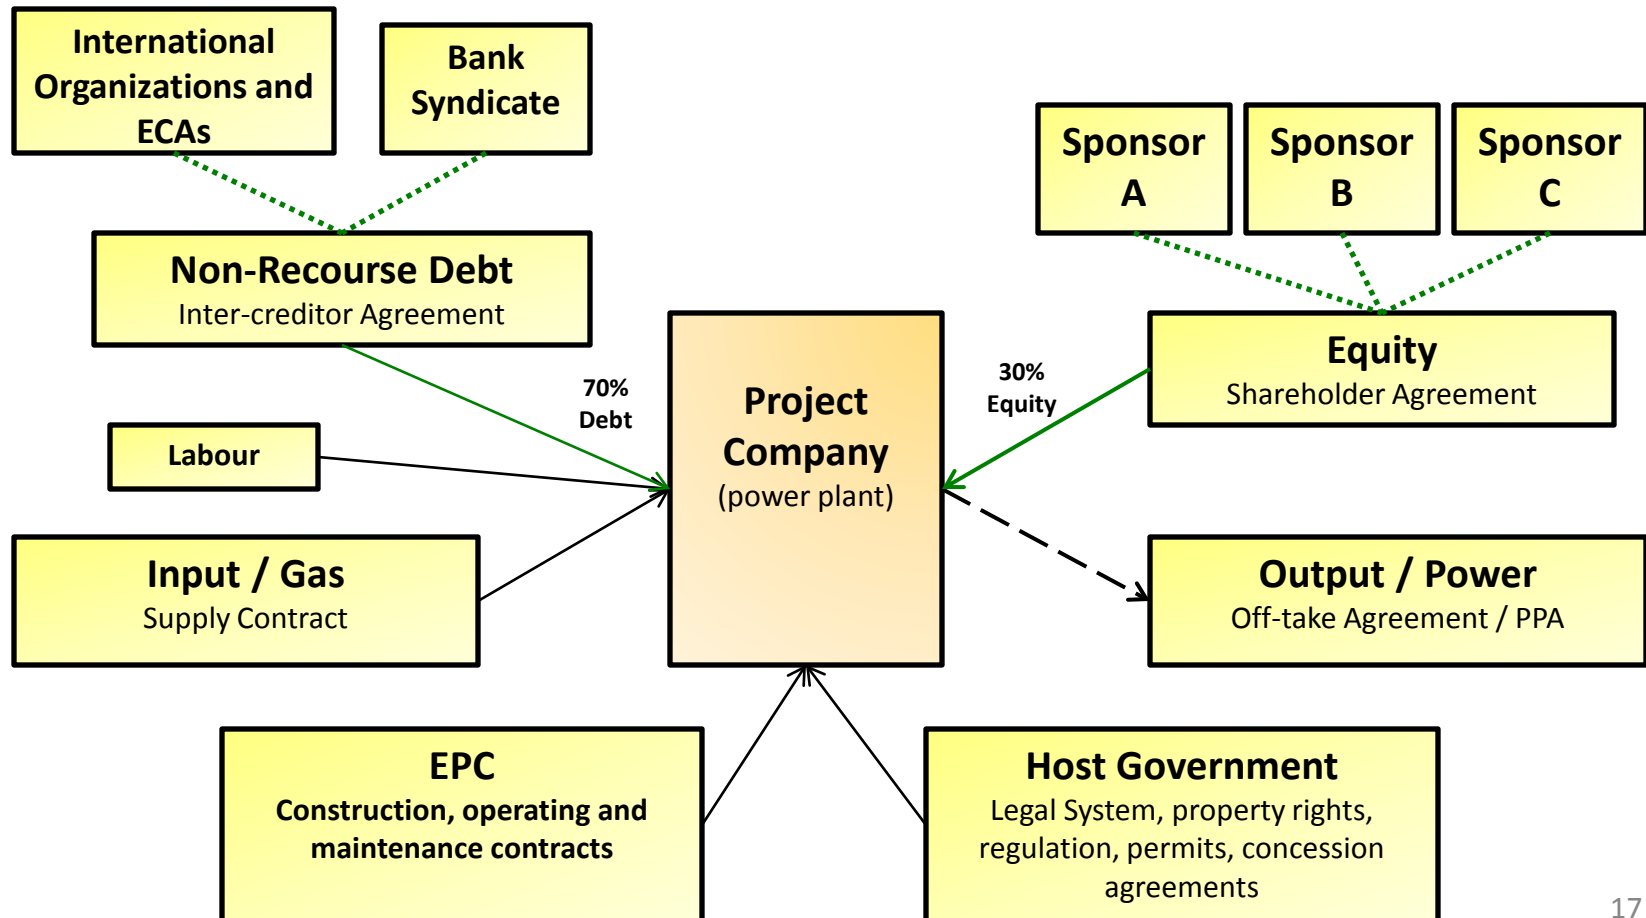 International
Organizations and
ECAs
Bank
Syndicate
Sponsor
A
Sponsor
B
Sponsor
C
Non-Recourse Debt
Inter-creditor Agreement
Equity
Shareholder Agreement
70%
Debt
30%
Equity
Project
Company
(power plant)
Labour
Input / Gas
Supply Contract
Output / Power
Off-take Agreement / PPA
EPC
Construction, operating and
maintenance contracts
Host Government
Legal System, property rights,
regulation, permits, concession
agreements
17